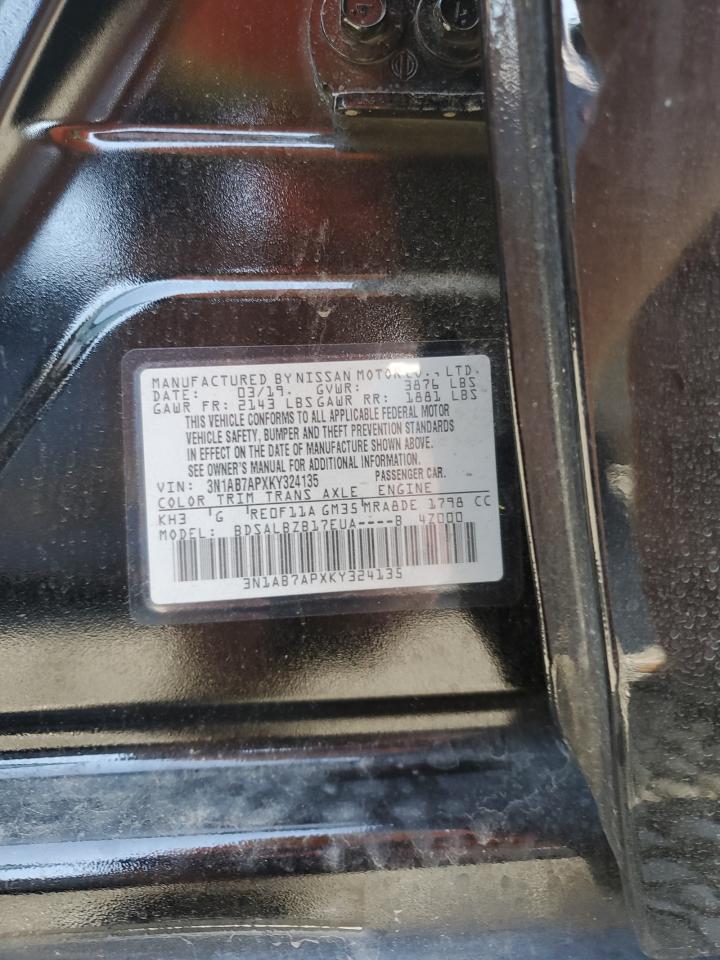 MANUFACTURED BY NISSAN MOTOR CO., LTD.
DATE: 03/19. GVWR: 3876 LBS
GAWR FR: 2143 LBS GAWR RR: 1881 LBS
THIS VEHICLE CONFORMS TO ALL APPLICABLE FEDERAL MOTOR
VEHICLE SAFETY, BUMPER AND THEFT PREVENTION STANDARDS
IN EFFECT ON THE DATE OF MANUFACTURE SHOWN ABOVE.
SEE OWNER'S MANUAL FOR ADDITIONAL INFORMATION.
VIN: 3N1AB7APXKY324135 PASSENGER CAR.
COLOR TRIM TRANS AXLE ENGINE
KH3 G RE0F11A GM35 MRA8DE 1798 CC
MODEL: BDSALBZB17EUA----B 47000
3N1AB7APXKY324135